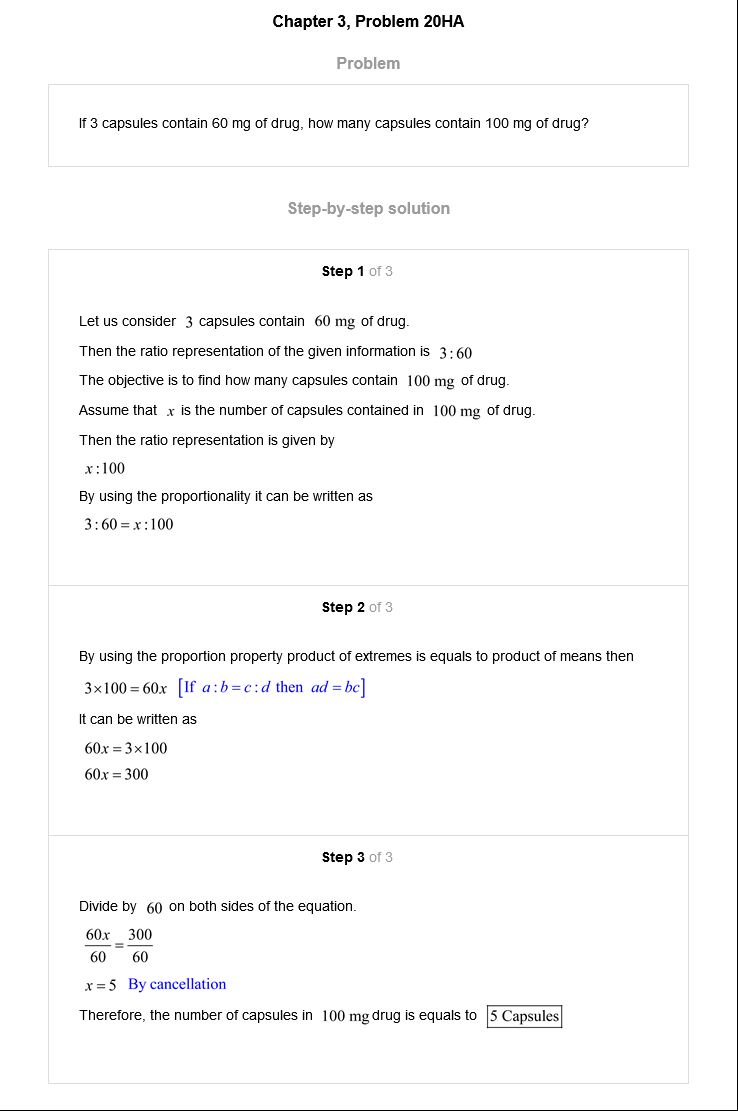 Chapter 3, Problem 20HA
Problem
If 3 capsules contain 60 mg of drug, how many capsules contain 100 mg of drug?
Step-by-step solution
Step 1 of 3
Let us consider 3 capsules contain 60 mg of drug.
Then the ratio representation of the given information is 3:60
The objective is to find how many capsules contain 100 mg of drug.
Assume that x is the number of capsules contained in 100 mg of drug.
Then the ratio representation is given by
x:100
By using the proportionality it can be written as
3:60 = x:100
Step 2 of 3
By using the proportion property product of extremes is equals to product of means then
3×100 = 60x [If a:b = c:d then ad = bc]
It can be written as
60x = 3×100
60x = 300
Step 3 of 3
Divide by 60 on both sides of the equation.
60x/60 = 300/60
x = 5 By cancellation
Therefore, the number of capsules in 100 mg drug is equals to 5 Capsules